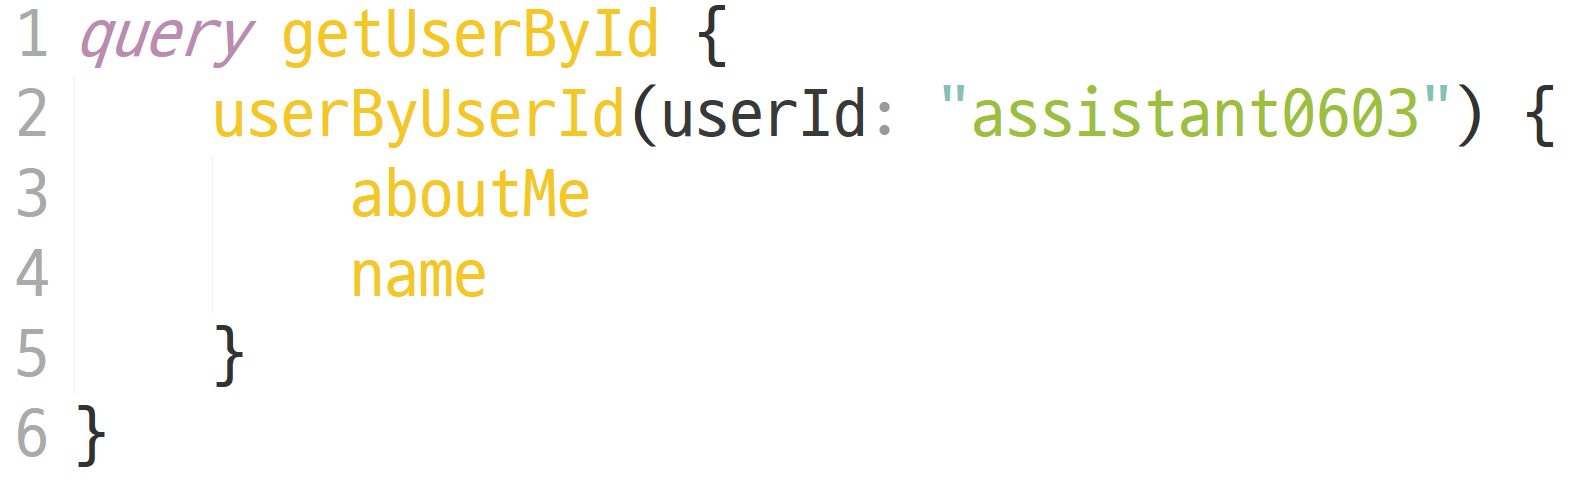 1 query getUserById {
2     userByUserId(userId: "assistant0603") {
3         aboutMe
4         name
5     }
6 }